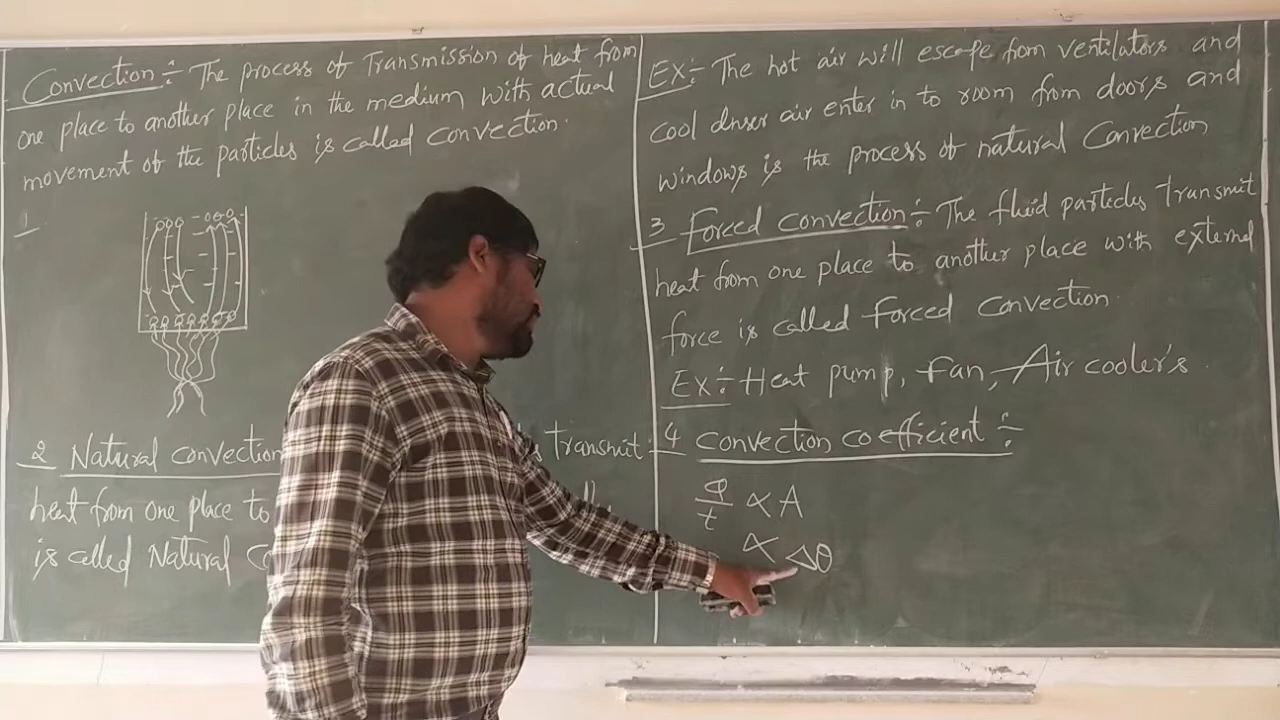 Convection :- The process of Transmission of heat from
one place to another place in the medium with actual
movement of the particles is called convection.
1
2 Natural convection transmit
heat from one place to
is called Natural
Ex:- The hot air will escape from ventilators and
cool dnser air enter in to room from doors and
windows is the process of natural Convection
3 Forced convection :- The fluid particles transmit
heat from one place to another place with external
force is called Forced Convection.
Ex:- Heat pump, Fan, Air cooler's.
4 convection coefficient :-
Q/t ∝ A
∝ Δθ